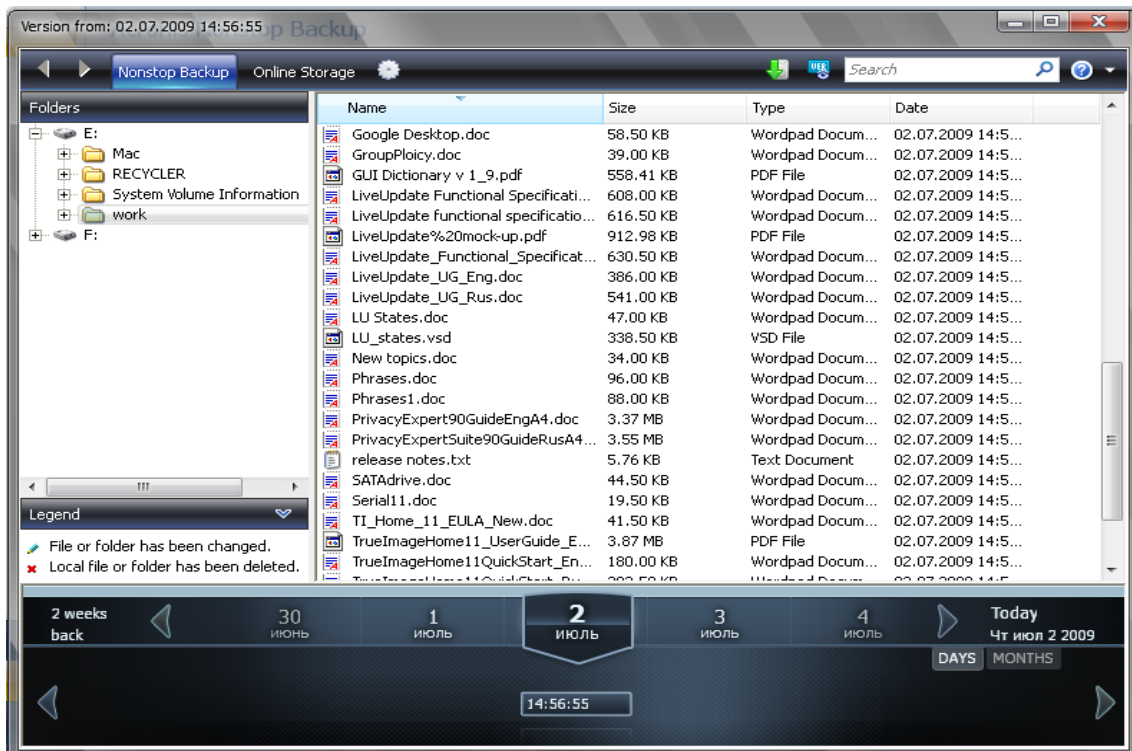 Version from: 02.07.2009 14:56:55
Nonstop Backup Online Storage Search
Folders
E:
Mac
RECYCLER
System Volume Information
work
F:
Name Size Type Date
Google Desktop.doc 58.50 KB Wordpad Docum... 02.07.2009 14:5...
GroupPloicy.doc 39.00 KB Wordpad Docum... 02.07.2009 14:5...
GUI Dictionary v 1_9.pdf 558.41 KB PDF File 02.07.2009 14:5...
LiveUpdate Functional Specificati... 608.00 KB Wordpad Docum... 02.07.2009 14:5...
LiveUpdate functional specificatio... 616.50 KB Wordpad Docum... 02.07.2009 14:5...
LiveUpdate%20mock-up.pdf 912.98 KB PDF File 02.07.2009 14:5...
LiveUpdate_Functional_Specificat... 630.50 KB Wordpad Docum... 02.07.2009 14:5...
LiveUpdate_UG_Eng.doc 386.00 KB Wordpad Docum... 02.07.2009 14:5...
LiveUpdate_UG_Rus.doc 541.00 KB Wordpad Docum... 02.07.2009 14:5...
LU States.doc 47.00 KB Wordpad Docum... 02.07.2009 14:5...
LU_states.vsd 338.50 KB VSD File 02.07.2009 14:5...
New topics.doc 34.00 KB Wordpad Docum... 02.07.2009 14:5...
Phrases.doc 96.00 KB Wordpad Docum... 02.07.2009 14:5...
Phrases1.doc 88.00 KB Wordpad Docum... 02.07.2009 14:5...
PrivacyExpert90GuideEngA4.doc 3.37 MB Wordpad Docum... 02.07.2009 14:5...
PrivacyExpertSuite90GuideRusA4... 3.55 MB Wordpad Docum... 02.07.2009 14:5...
release notes.txt 5.76 KB Text Document 02.07.2009 14:5...
SATAdrive.doc 44.50 KB Wordpad Docum... 02.07.2009 14:5...
Serial11.doc 19.50 KB Wordpad Docum... 02.07.2009 14:5...
TI_Home_11_EULA_New.doc 41.50 KB Wordpad Docum... 02.07.2009 14:5...
TrueImageHome11_UserGuide_E... 3.87 MB PDF File 02.07.2009 14:5...
TrueImageHome11QuickStart_En... 180.00 KB Wordpad Docum... 02.07.2009 14:5...
Legend
File or folder has been changed.
Local file or folder has been deleted.
2 weeks back
30 июнь
1 июль
2 июль
3 июль
4 июль
Today
Чт июл 2 2009
DAYS MONTHS
14:56:55